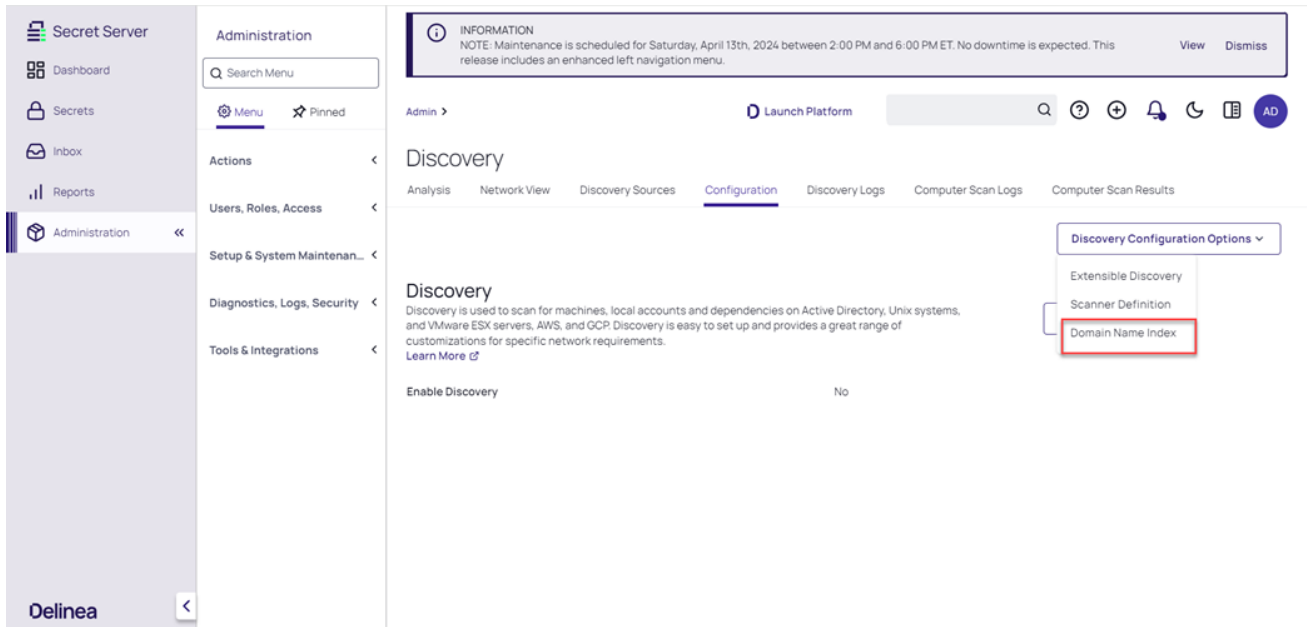 Secret Server
Dashboard
Secrets
Inbox
Reports
Administration
Delinea
Administration
Search Menu
Menu
Pinned
Actions
Users, Roles, Access
Setup & System Maintenan...
Diagnostics, Logs, Security
Tools & Integrations
INFORMATION
NOTE: Maintenance is scheduled for Saturday, April 13th, 2024 between 2:00 PM and 6:00 PM ET. No downtime is expected. This
release includes an enhanced left navigation menu.
View
Dismiss
Admin >
Launch Platform
AD
Discovery
Analysis
Network View
Discovery Sources
Configuration
Discovery Logs
Computer Scan Logs
Computer Scan Results
Discovery Configuration Options
Extensible Discovery
Scanner Definition
Domain Name Index
Discovery
Discovery is used to scan for machines, local accounts and dependencies on Active Directory, Unix systems,
and VMware ESX servers, AWS, and GCP. Discovery is easy to set up and provides a great range of
customizations for specific network requirements.
Learn More
Enable Discovery
No